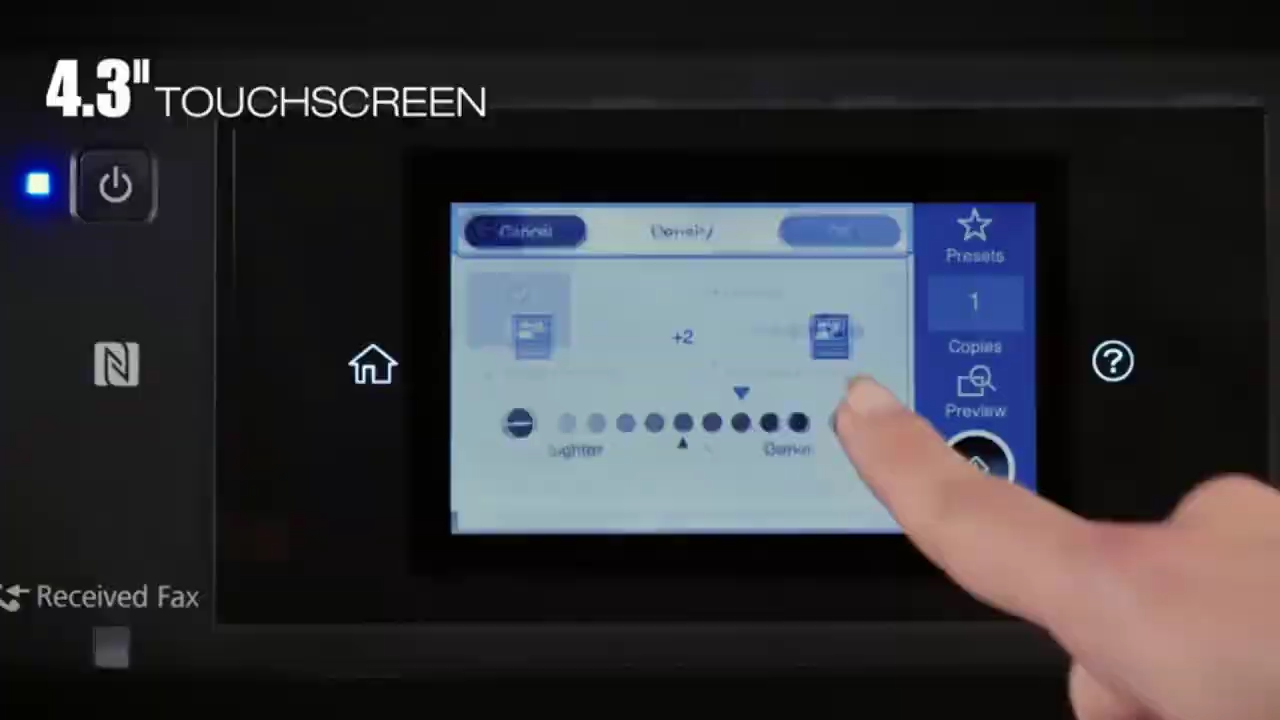 4.3" TOUCHSCREEN
Cancel Density
Presets
+2
1
Copies
Preview
Lighter Darker
Received Fax